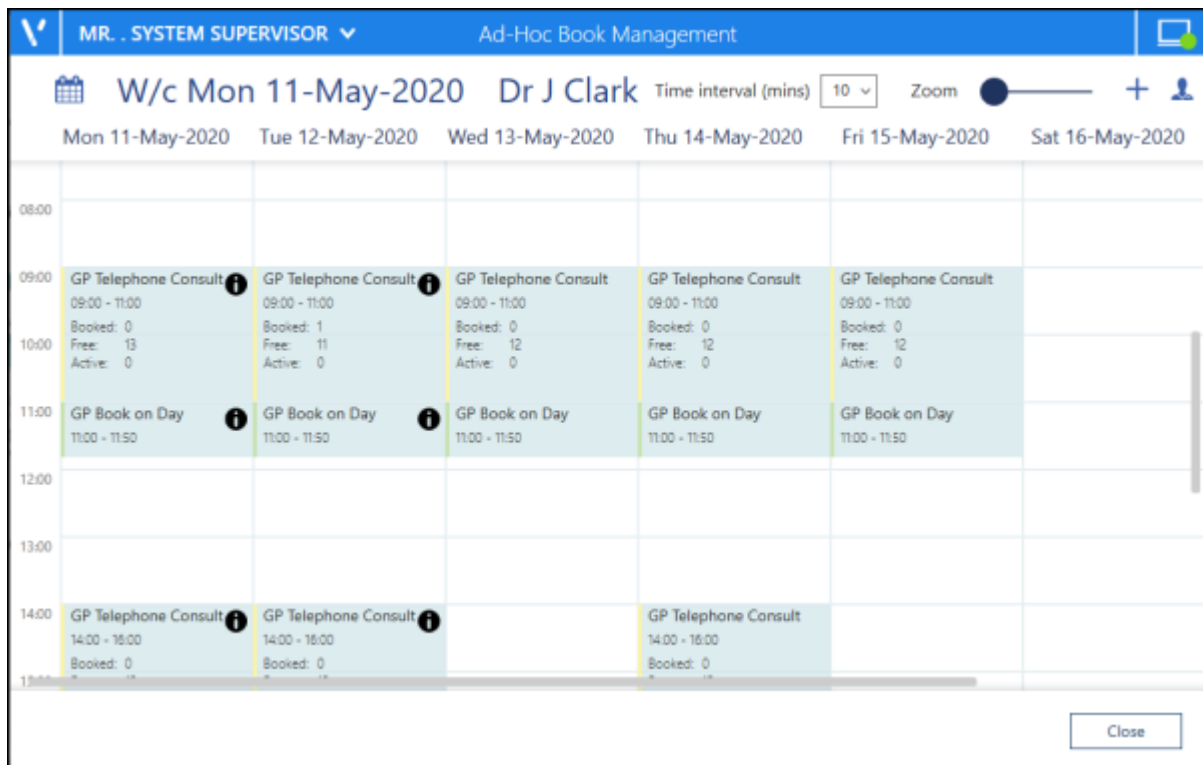 MR. . SYSTEM SUPERVISOR Ad-Hoc Book Management
W/c Mon 11-May-2020 Dr J Clark Time interval (mins) 10 Zoom
Mon 11-May-2020 Tue 12-May-2020 Wed 13-May-2020 Thu 14-May-2020 Fri 15-May-2020 Sat 16-May-2020
08:00
09:00 GP Telephone Consult GP Telephone Consult GP Telephone Consult GP Telephone Consult GP Telephone Consult
09:00 - 11:00 09:00 - 11:00 09:00 - 11:00 09:00 - 11:00 09:00 - 11:00
Booked: 0 Booked: 1 Booked: 0 Booked: 0 Booked: 0
10:00 Free: 13 Free: 11 Free: 12 Free: 12 Free: 12
Active: 0 Active: 0 Active: 0 Active: 0 Active: 0
11:00 GP Book on Day GP Book on Day GP Book on Day GP Book on Day GP Book on Day
11:00 - 11:50 11:00 - 11:50 11:00 - 11:50 11:00 - 11:50 11:00 - 11:50
12:00
13:00
14:00 GP Telephone Consult GP Telephone Consult GP Telephone Consult
14:00 - 16:00 14:00 - 16:00 14:00 - 16:00
Booked: 0 Booked: 0 Booked: 0
Close